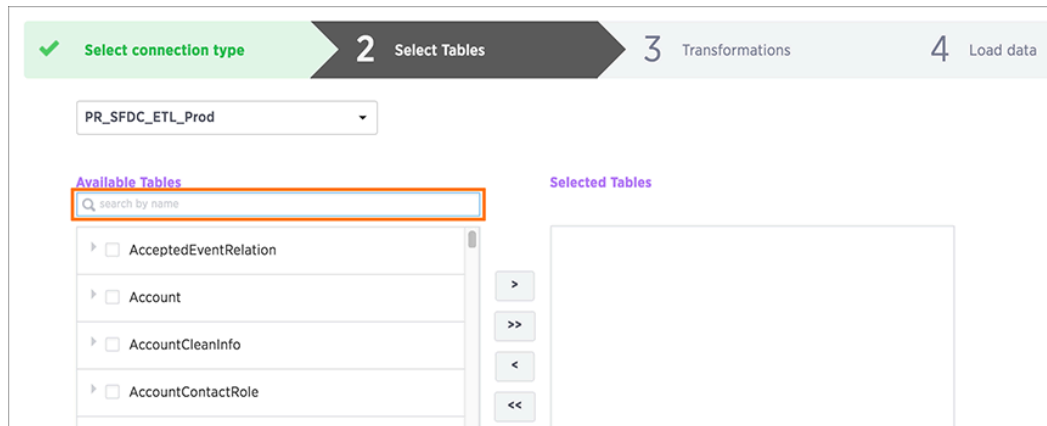 Select connection type
2 Select Tables
3 Transformations
4 Load data
PR_SFDC_ETL_Prod
Available Tables
Selected Tables
search by name
AcceptedEventRelation
Account
>
>>
AccountCleanInfo
<
AccountContactRole
<<